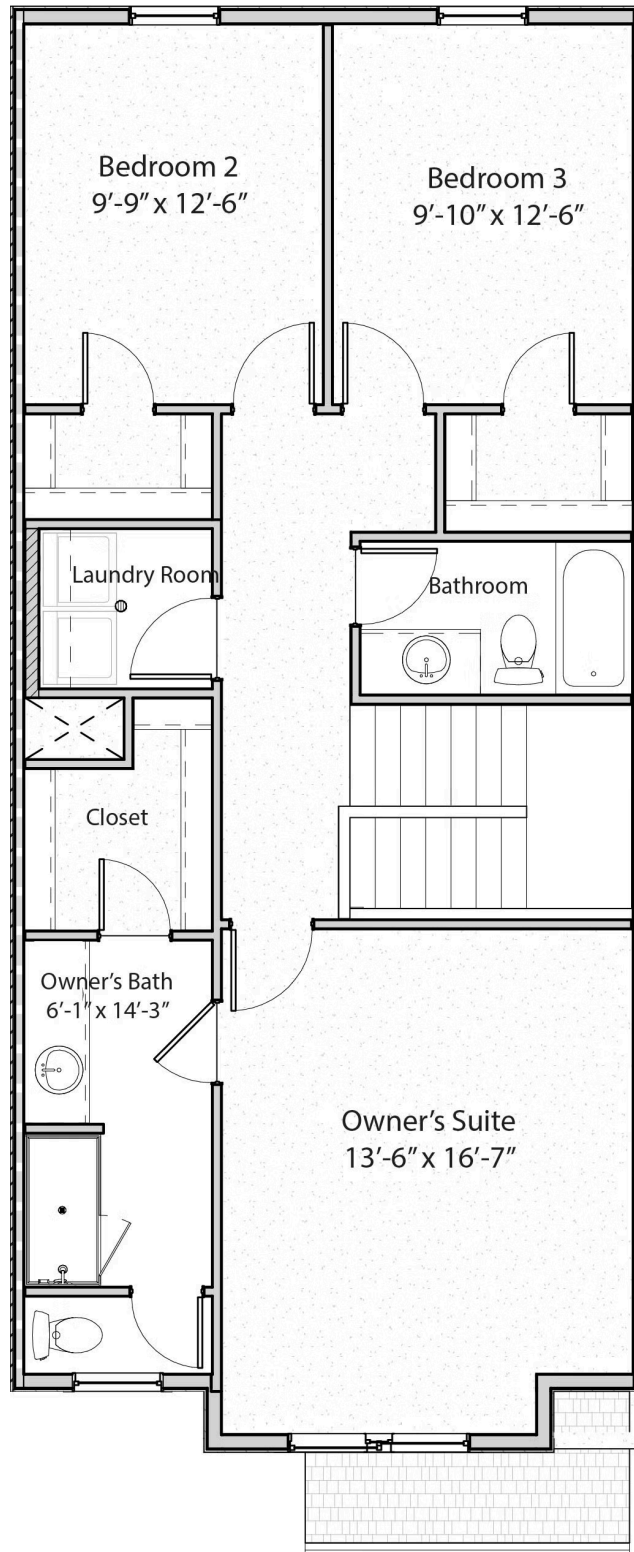 Bedroom 2
9’-9” x 12’-6”
Bedroom 3
9’-10” x 12’-6”
Laundry Room
Bathroom
Closet
Owner’s Bath
6’-1” x 14’-3”
Owner’s Suite
13’-6” x 16’-7”